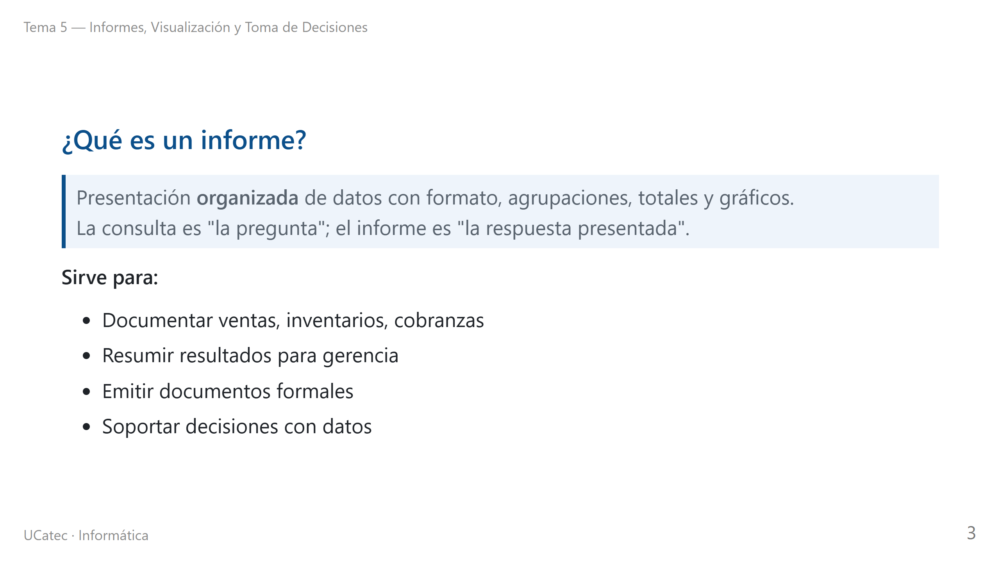 Tema 5 — Informes, Visualización y Toma de Decisiones
¿Qué es un informe?
Presentación organizada de datos con formato, agrupaciones, totales y gráficos.
La consulta es "la pregunta"; el informe es "la respuesta presentada".
Sirve para:
• Documentar ventas, inventarios, cobranzas
• Resumir resultados para gerencia
• Emitir documentos formales
• Soportar decisiones con datos
UCatec · Informática
3